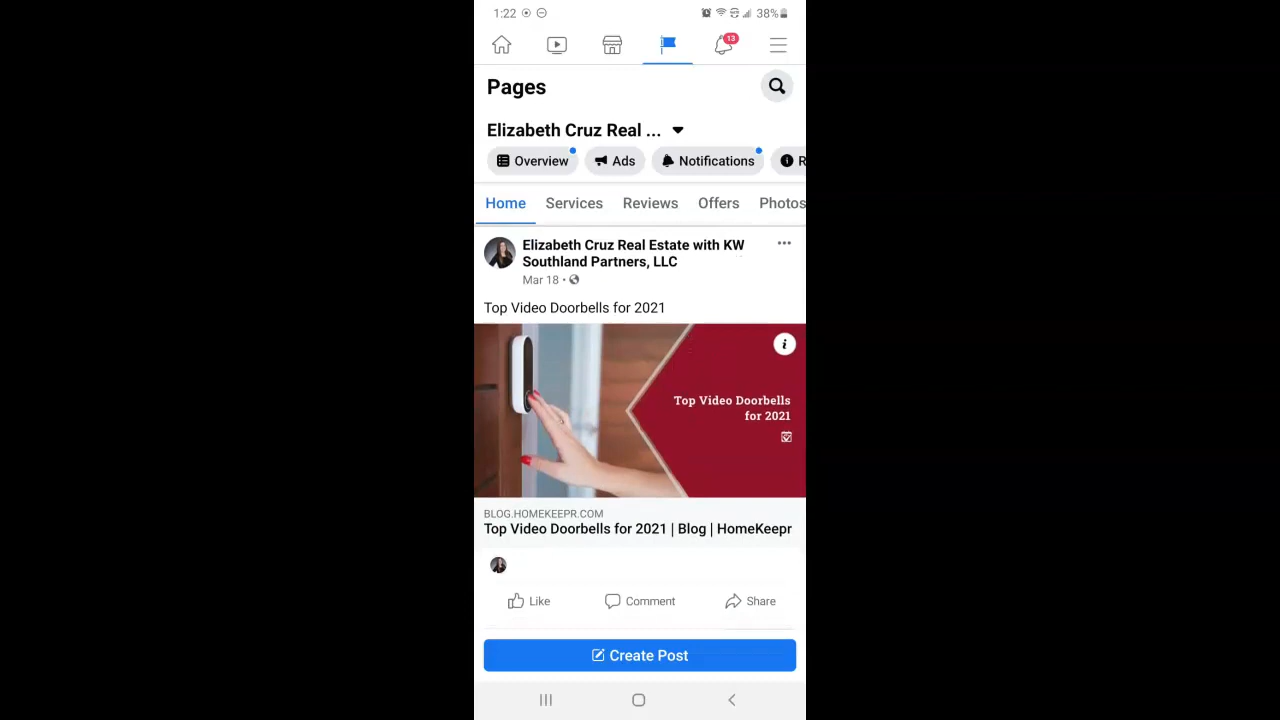 1:22 38%
13
Pages
Elizabeth Cruz Real ...
Overview Ads Notifications R
Home Services Reviews Offers Photos
Elizabeth Cruz Real Estate with KW
Southland Partners, LLC
Mar 18 •
Top Video Doorbells for 2021
Top Video Doorbells
for 2021
BLOG.HOMEKEEPR.COM
Top Video Doorbells for 2021 | Blog | HomeKeepr
Like Comment Share
Create Post